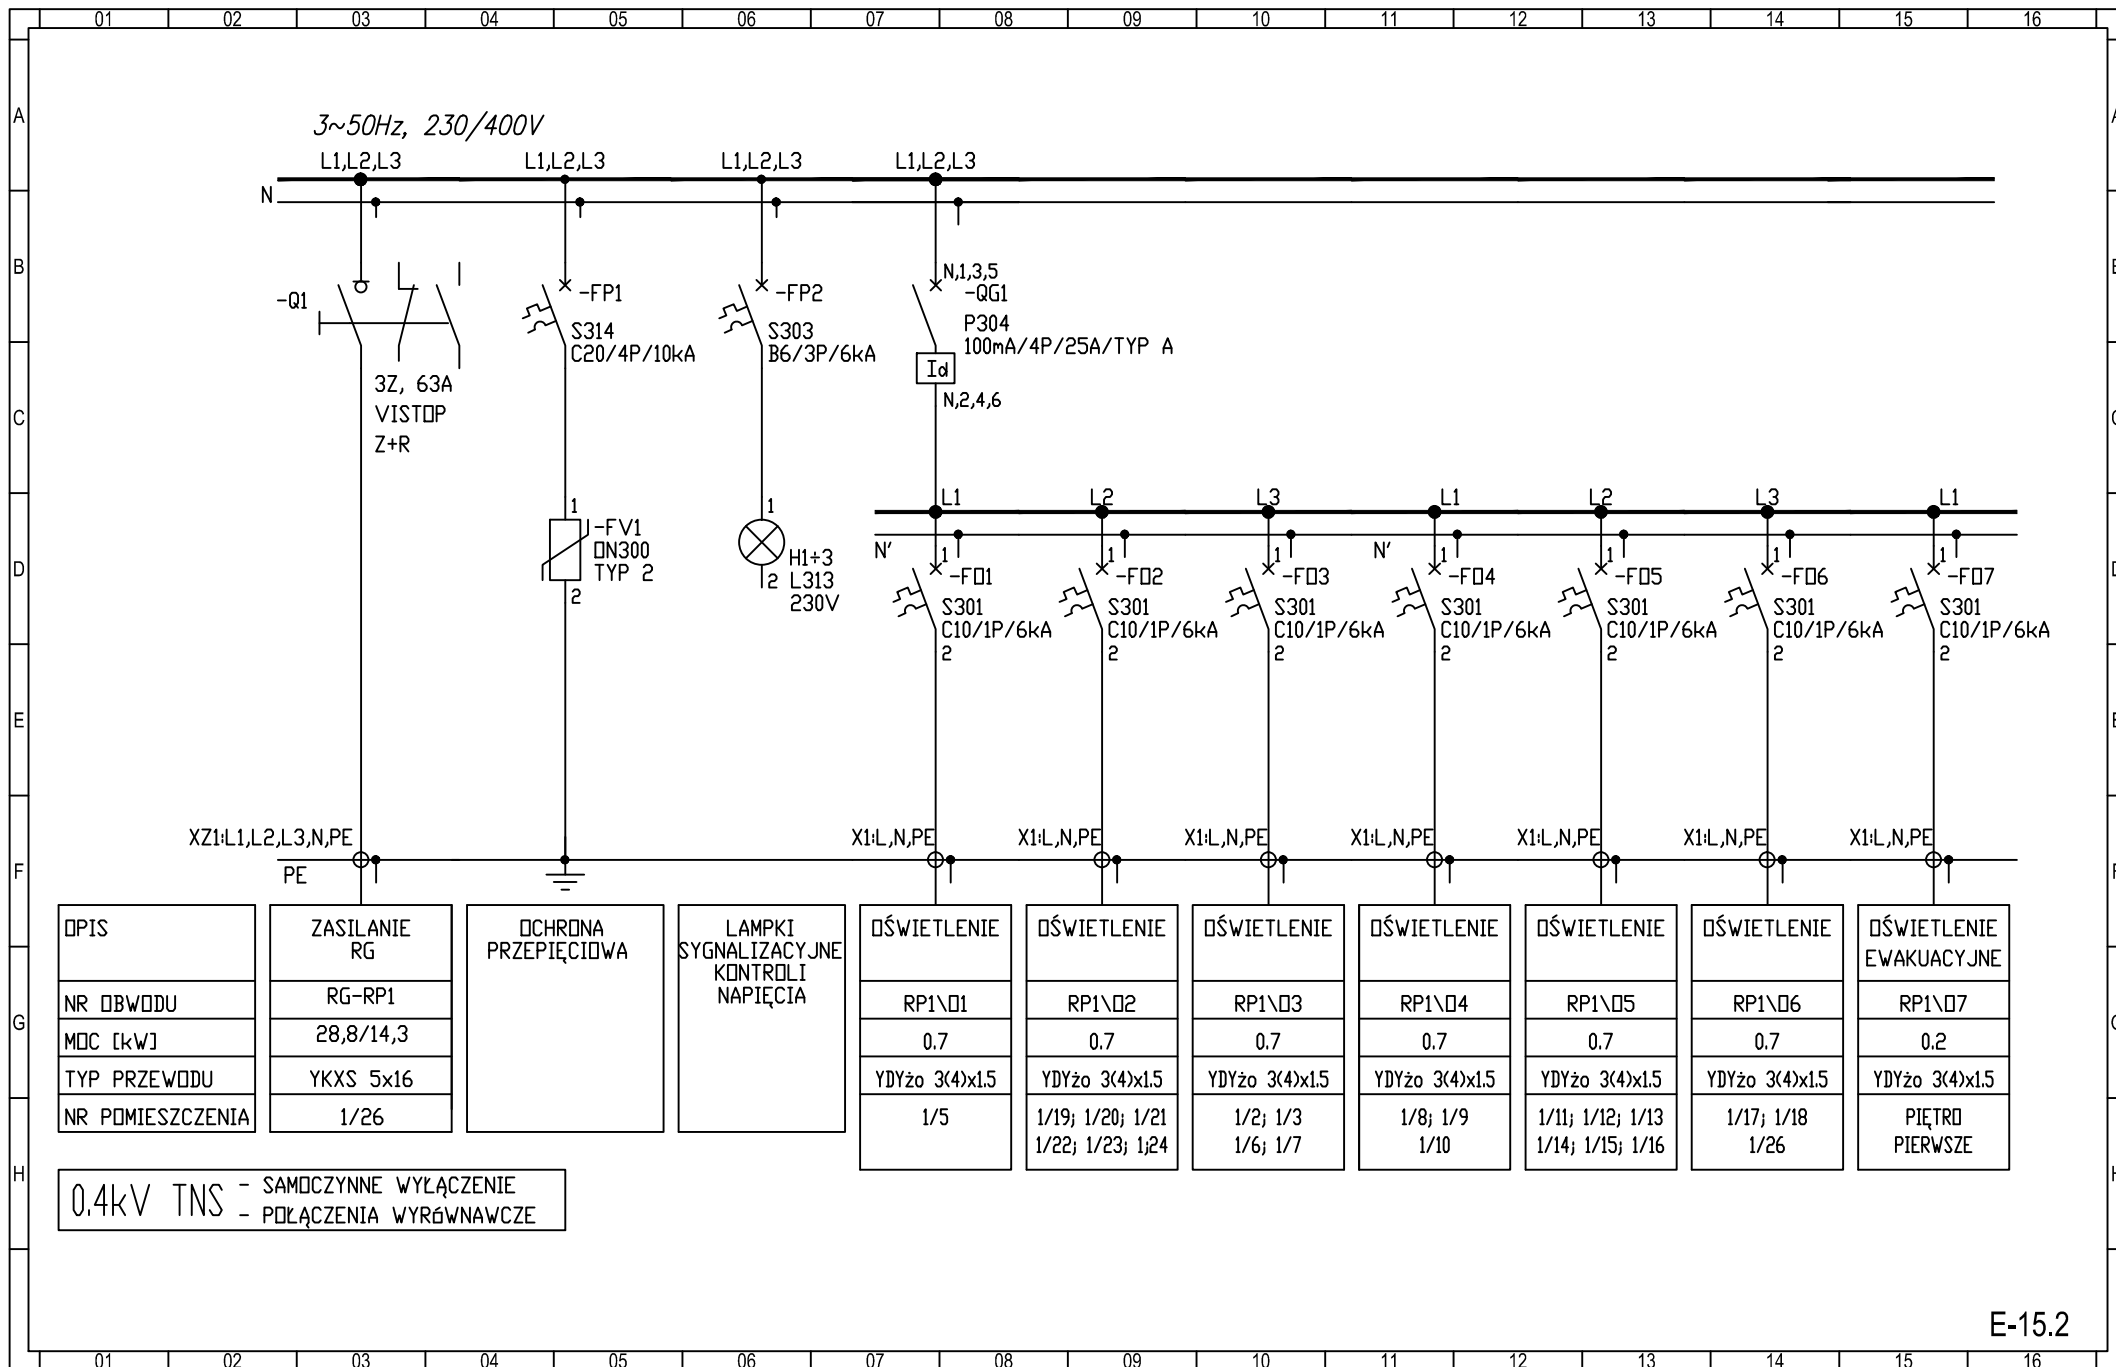 01 02 03 04 05 06 07 08 09 10 11 12 13 14 15 16
A A
B B
C C
D D
E E
F F
G G
H H
3~50Hz, 230/400V
L1,L2,L3 L1,L2,L3 L1,L2,L3 L1,L2,L3
N
-Q1
3Z, 63A
VISTOP
Z+R
-FP1
S314
C20/4P/10kA
-FP2
S303
B6/3P/6kA
N,1,3,5
-QG1
P304
100mA/4P/25A/TYP A
Id
N,2,4,6
1
-FV1
ON300
TYP 2
2
1
H1÷3
2 L313
230V
L1 L2 L3 L1 L2 L3 L1
N' N'
1 1 1 1 1 1 1
-FO1 -FO2 -FO3 -FO4 -FO5 -FO6 -FO7
S301 S301 S301 S301 S301 S301 S301
C10/1P/6kA C10/1P/6kA C10/1P/6kA C10/1P/6kA C10/1P/6kA C10/1P/6kA C10/1P/6kA
2 2 2 2 2 2 2
XZ1:L1,L2,L3,N,PE X1:L,N,PE X1:L,N,PE X1:L,N,PE X1:L,N,PE X1:L,N,PE X1:L,N,PE X1:L,N,PE
PE
OPIS
NR OBWODU
MOC [kW]
TYP PRZEWODU
NR POMIESZCZENIA
ZASILANIE
RG
RG-RP1
28,8/14,3
YKXS 5x16
1/26
OCHRONA
PRZEPIĘCIOWA
LAMPKI
SYGNALIZACYJNE
KONTROLI
NAPIĘCIA
OŚWIETLENIE
RP1\O1
0.7
YDYżo 3(4)x1.5
1/5
OŚWIETLENIE
RP1\O2
0.7
YDYżo 3(4)x1.5
1/19; 1/20; 1/21
1/22; 1/23; 1;24
OŚWIETLENIE
RP1\O3
0.7
YDYżo 3(4)x1.5
1/2; 1/3
1/6; 1/7
OŚWIETLENIE
RP1\O4
0.7
YDYżo 3(4)x1.5
1/8; 1/9
1/10
OŚWIETLENIE
RP1\O5
0.7
YDYżo 3(4)x1.5
1/11; 1/12; 1/13
1/14; 1/15; 1/16
OŚWIETLENIE
RP1\O6
0.7
YDYżo 3(4)x1.5
1/17; 1/18
1/26
OŚWIETLENIE
EWAKUACYJNE
RP1\O7
0.2
YDYżo 3(4)x1.5
PIĘTRO
PIERWSZE
0.4kV TNS
- SAMOCZYNNE WYŁĄCZENIE
- POŁĄCZENIA WYRóWNAWCZE
E-15.2
01 02 03 04 05 06 07 08 09 10 11 12 13 14 15 16